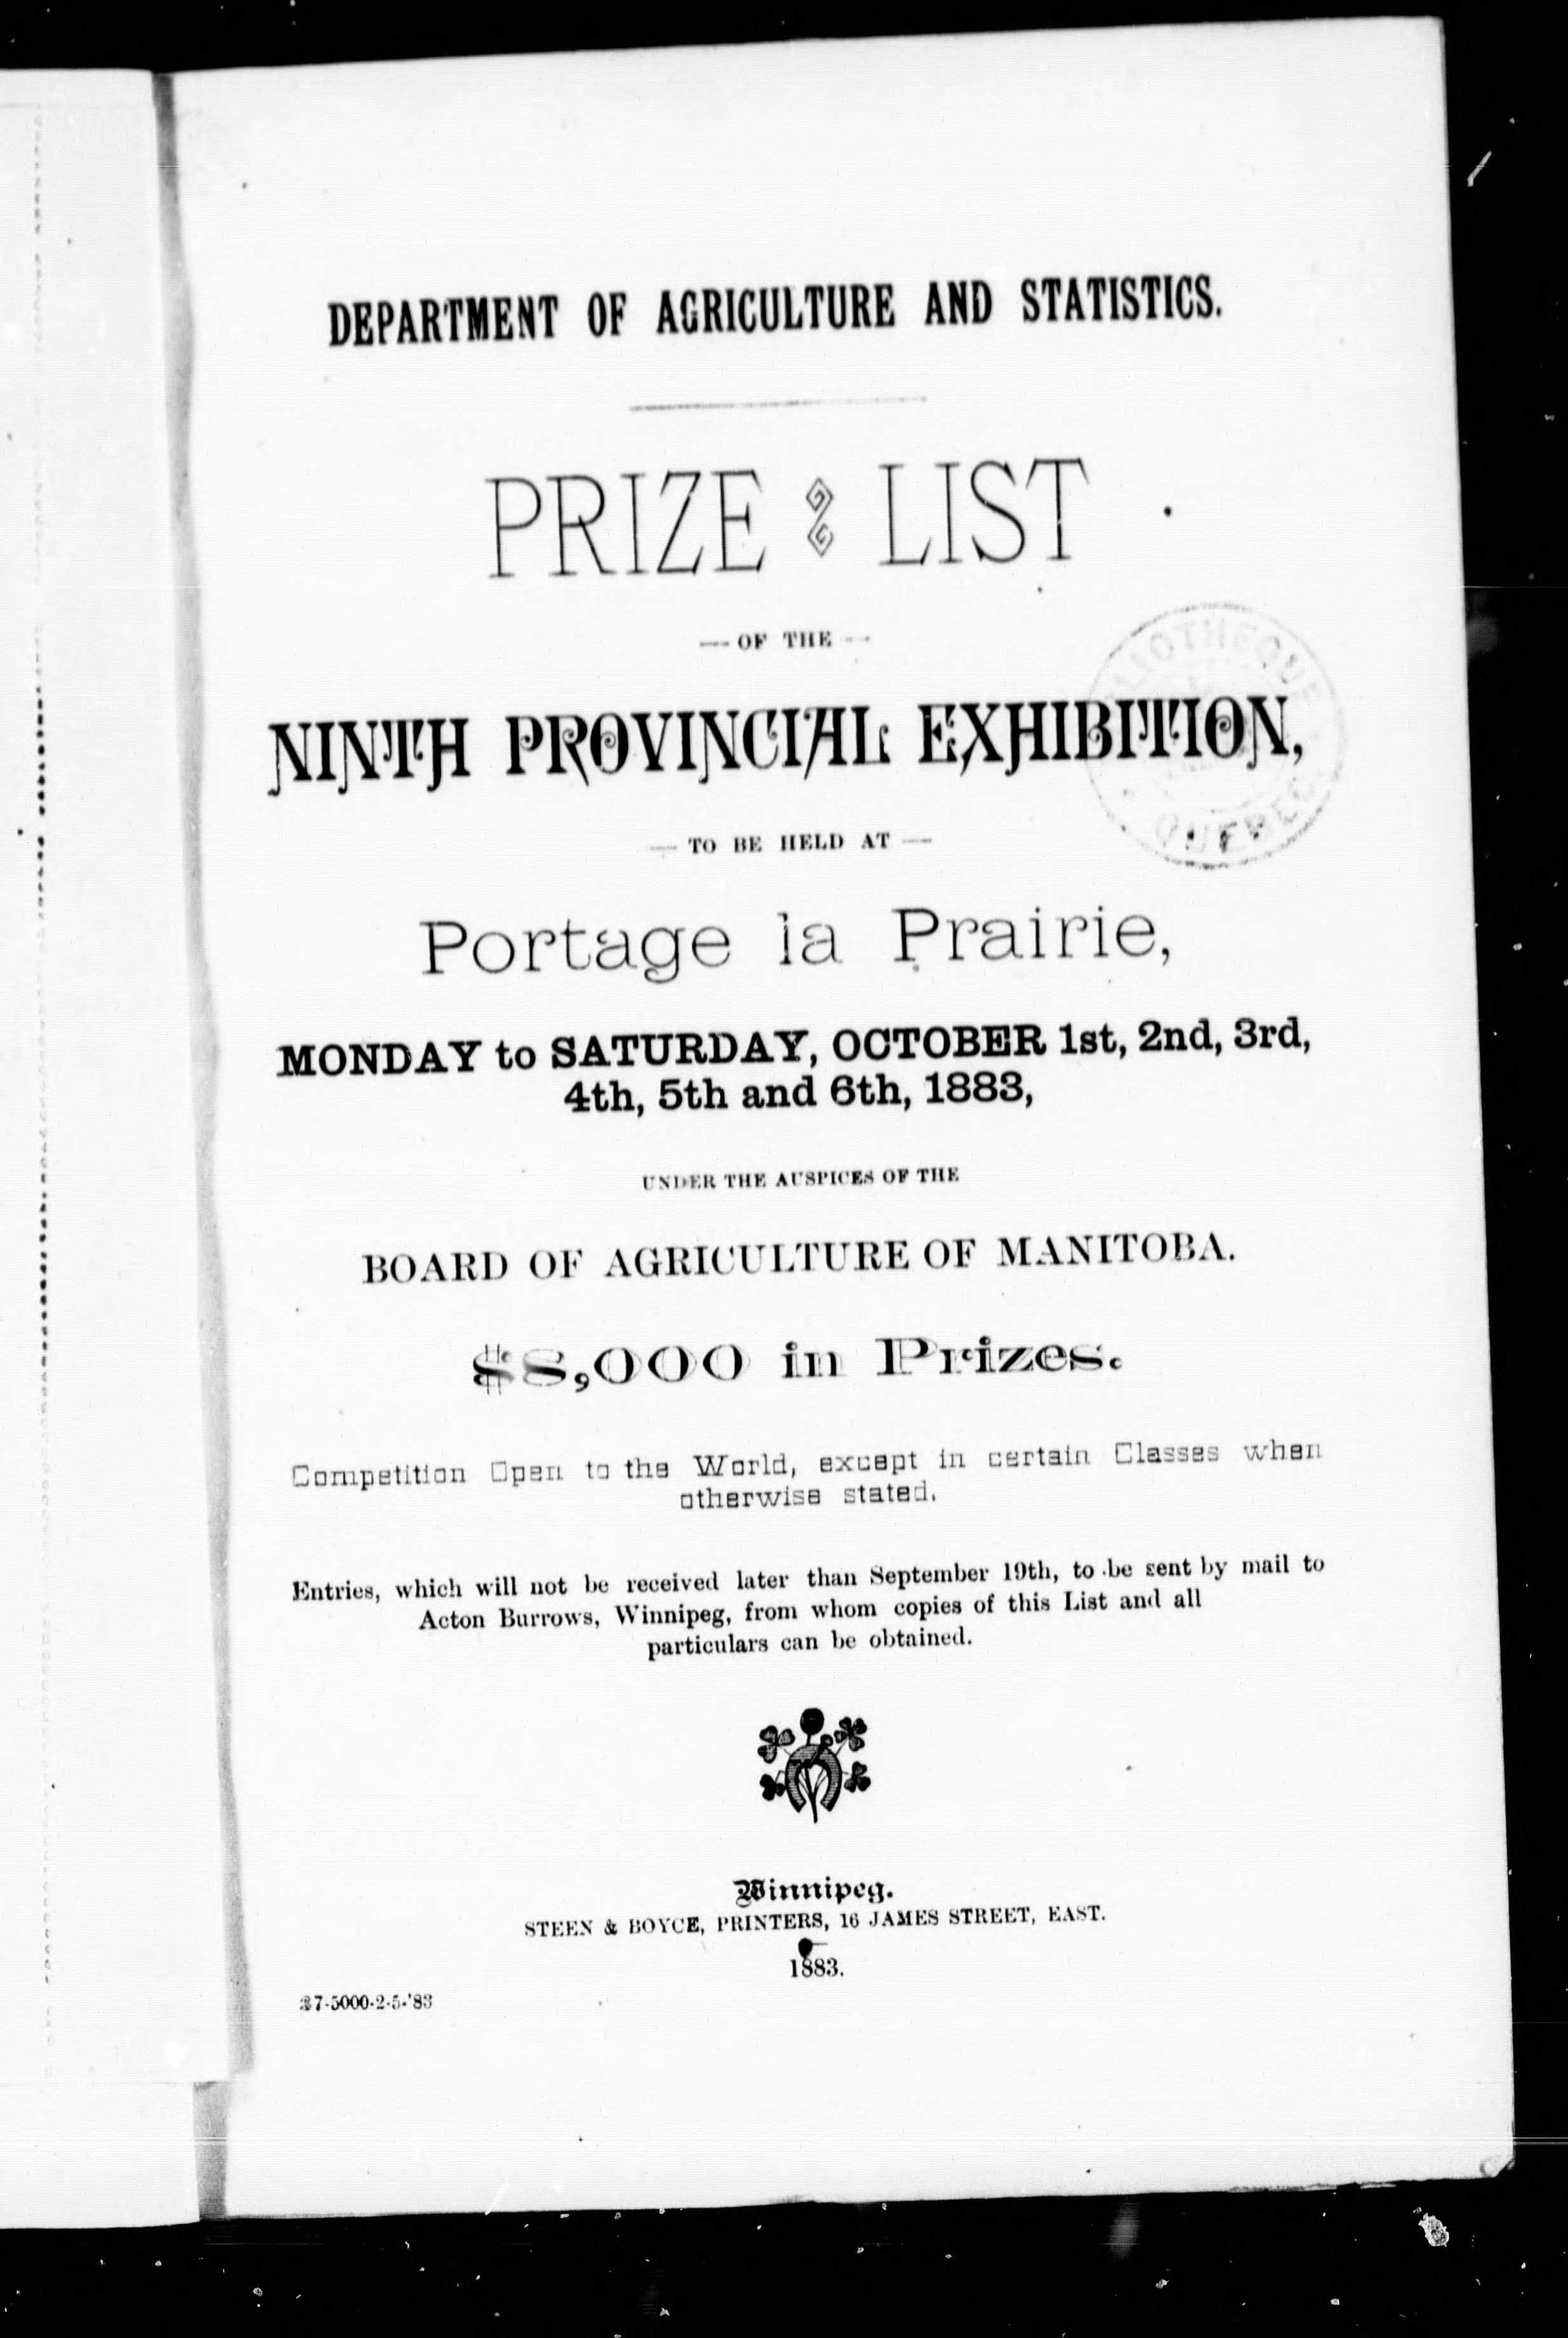 DEPARTMENT OF AGRICULTURE AND STATISTICS.
PRIZE LIST
— OF THE —
NINTH PROVINCIAL EXHIBITION,
— TO BE HELD AT —
Portage la Prairie,
MONDAY to SATURDAY, OCTOBER 1st, 2nd, 3rd,
4th, 5th and 6th, 1883,
UNDER THE AUSPICES OF THE
BOARD OF AGRICULTURE OF MANITOBA.
$8,000 in Prizes.
Competition Open to the World, except in certain Classes when
otherwise stated.
Entries, which will not be received later than September 19th, to be sent by mail to
Acton Burrows, Winnipeg, from whom copies of this List and all
particulars can be obtained.
Winnipeg.
STEEN & BOYCE, PRINTERS, 16 JAMES STREET, EAST.
1883.
7-5000-2-5-'83
QUEBEC